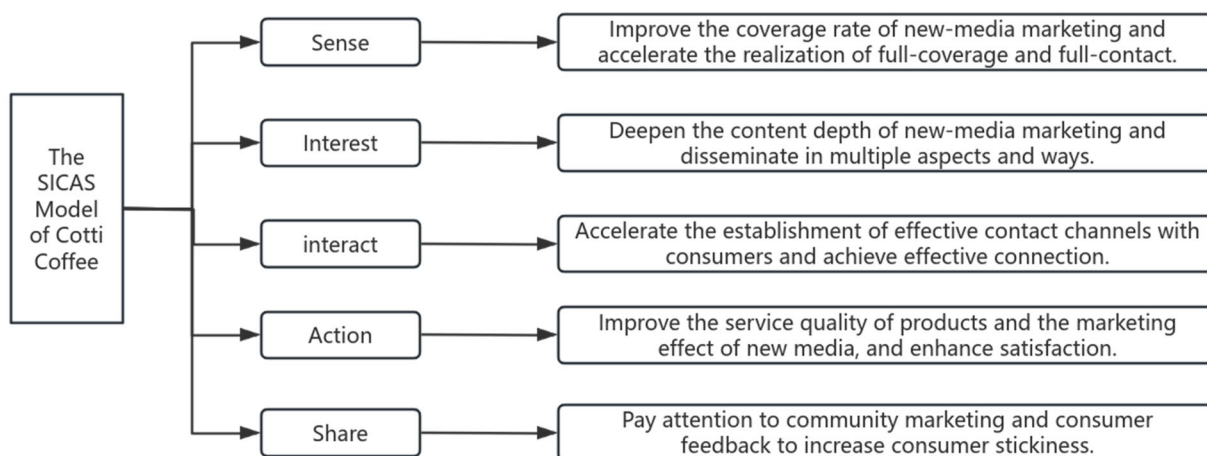 The
SICAS
Model
of Cotti
Coffee
Sense
Improve the coverage rate of new-media marketing and
accelerate the realization of full-coverage and full-contact.
Interest
Deepen the content depth of new-media marketing and
disseminate in multiple aspects and ways.
interact
Accelerate the establishment of effective contact channels with
consumers and achieve effective connection.
Action
Improve the service quality of products and the marketing
effect of new media, and enhance satisfaction.
Share
Pay attention to community marketing and consumer
feedback to increase consumer stickiness.